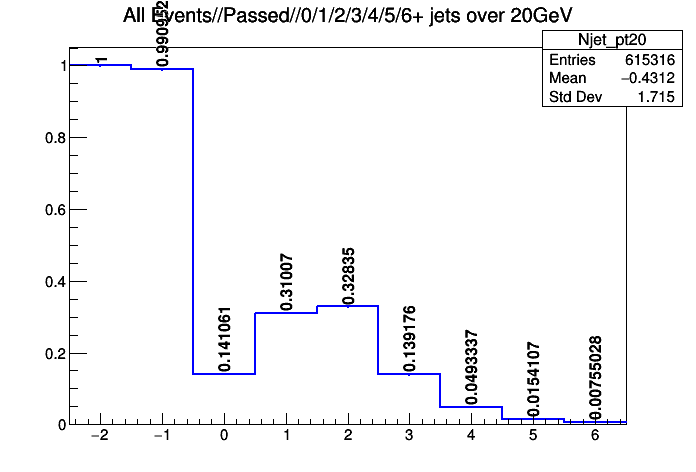 All Events//Passed//0/1/2/3/4/5/6+ jets over 20GeV
Njet_pt20
Entries 615316
Mean −0.4312
Std Dev 1.715
1
0.990952
0.141061
0.31007
0.32835
0.139176
0.0493337
0.0154107
0.00755028
1
0.8
0.6
0.4
0.2
0
−2 −1 0 1 2 3 4 5 6